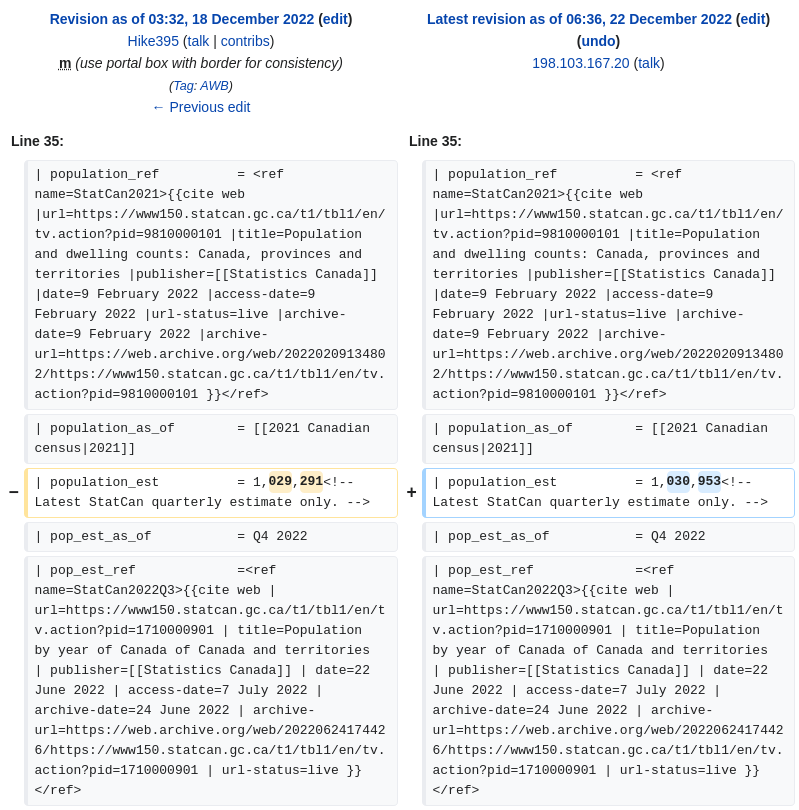 Revision as of 03:32, 18 December 2022 (edit)
Hike395 (talk | contribs)
m (use portal box with border for consistency)
(Tag: AWB)
← Previous edit
Latest revision as of 06:36, 22 December 2022 (edit)
(undo)
198.103.167.20 (talk)
Line 35:
| population_ref          = <ref
name=StatCan2021>{{cite web
|url=https://www150.statcan.gc.ca/t1/tbl1/en/
tv.action?pid=9810000101 |title=Population
and dwelling counts: Canada, provinces and
territories |publisher=[[Statistics Canada]]
|date=9 February 2022 |access-date=9
February 2022 |url-status=live |archive-
date=9 February 2022 |archive-
url=https://web.archive.org/web/2022020913480
2/https://www150.statcan.gc.ca/t1/tbl1/en/tv.
action?pid=9810000101 }}</ref>
| population_as_of        = [[2021 Canadian
census|2021]]
− | population_est          = 1,029,291<!--
Latest StatCan quarterly estimate only. -->
| pop_est_as_of           = Q4 2022
| pop_est_ref             =<ref
name=StatCan2022Q3>{{cite web |
url=https://www150.statcan.gc.ca/t1/tbl1/en/t
v.action?pid=1710000901 | title=Population
by year of Canada of Canada and territories
| publisher=[[Statistics Canada]] | date=22
June 2022 | access-date=7 July 2022 |
archive-date=24 June 2022 | archive-
url=https://web.archive.org/web/2022062417442
6/https://www150.statcan.gc.ca/t1/tbl1/en/tv.
action?pid=1710000901 | url-status=live }}
</ref>
Line 35:
| population_ref          = <ref
name=StatCan2021>{{cite web
|url=https://www150.statcan.gc.ca/t1/tbl1/en/
tv.action?pid=9810000101 |title=Population
and dwelling counts: Canada, provinces and
territories |publisher=[[Statistics Canada]]
|date=9 February 2022 |access-date=9
February 2022 |url-status=live |archive-
date=9 February 2022 |archive-
url=https://web.archive.org/web/2022020913480
2/https://www150.statcan.gc.ca/t1/tbl1/en/tv.
action?pid=9810000101 }}</ref>
| population_as_of        = [[2021 Canadian
census|2021]]
+ | population_est          = 1,030,953<!--
Latest StatCan quarterly estimate only. -->
| pop_est_as_of           = Q4 2022
| pop_est_ref             =<ref
name=StatCan2022Q3>{{cite web |
url=https://www150.statcan.gc.ca/t1/tbl1/en/t
v.action?pid=1710000901 | title=Population
by year of Canada of Canada and territories
| publisher=[[Statistics Canada]] | date=22
June 2022 | access-date=7 July 2022 |
archive-date=24 June 2022 | archive-
url=https://web.archive.org/web/2022062417442
6/https://www150.statcan.gc.ca/t1/tbl1/en/tv.
action?pid=1710000901 | url-status=live }}
</ref>